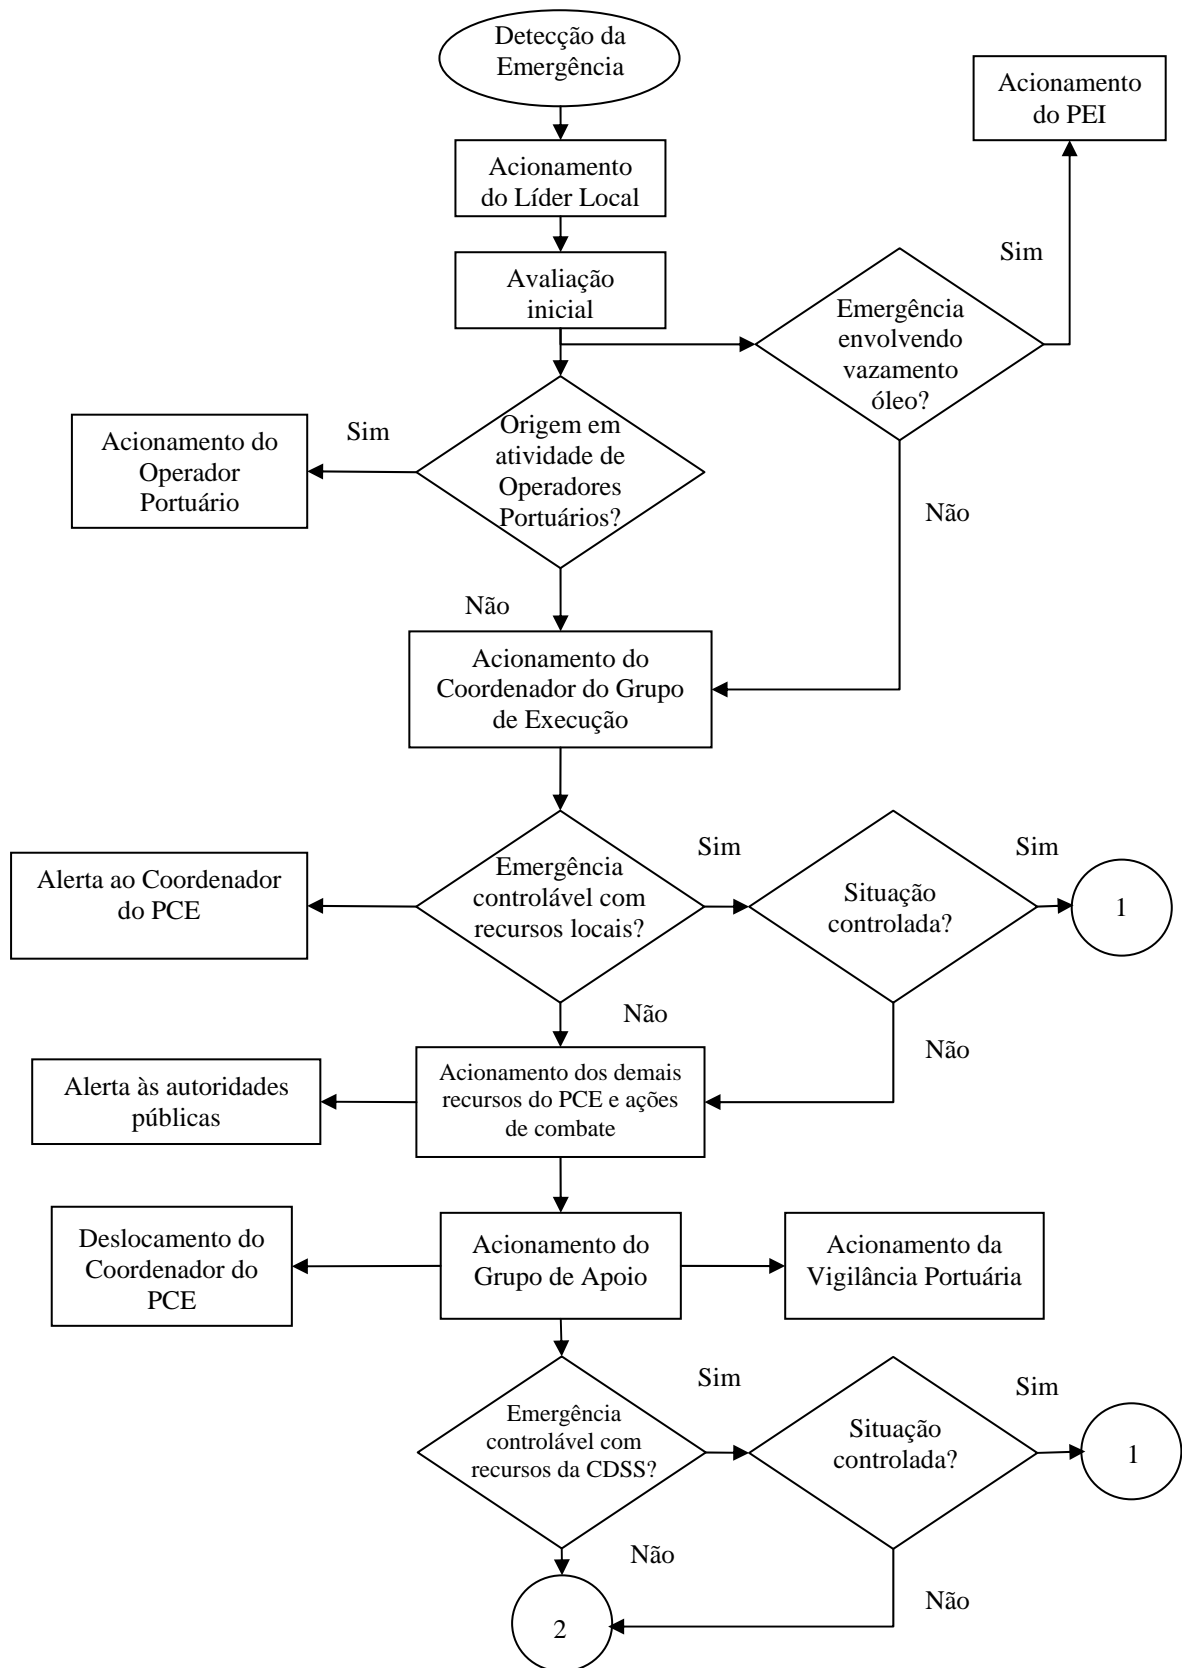 Detecção da
Emergência
Acionamento
do PEI
Acionamento
do Líder Local
Sim
Avaliação
inicial
Emergência
envolvendo
vazamento
óleo?
Sim
Acionamento do
Operador
Portuário
Origem em
atividade de
Operadores
Portuários?
Não
Não
Acionamento do
Coordenador do Grupo
de Execução
Sim
Sim
Alerta ao Coordenador
do PCE
Emergência
controlável com
recursos locais?
Situação
controlada?
1
Não
Não
Alerta às autoridades
públicas
Acionamento dos demais
recursos do PCE e ações
de combate
Deslocamento do
Coordenador do
PCE
Acionamento do
Grupo de Apoio
Acionamento da
Vigilância Portuária
Sim
Sim
Emergência
controlável com
recursos da CDSS?
Situação
controlada?
1
Não
Não
2